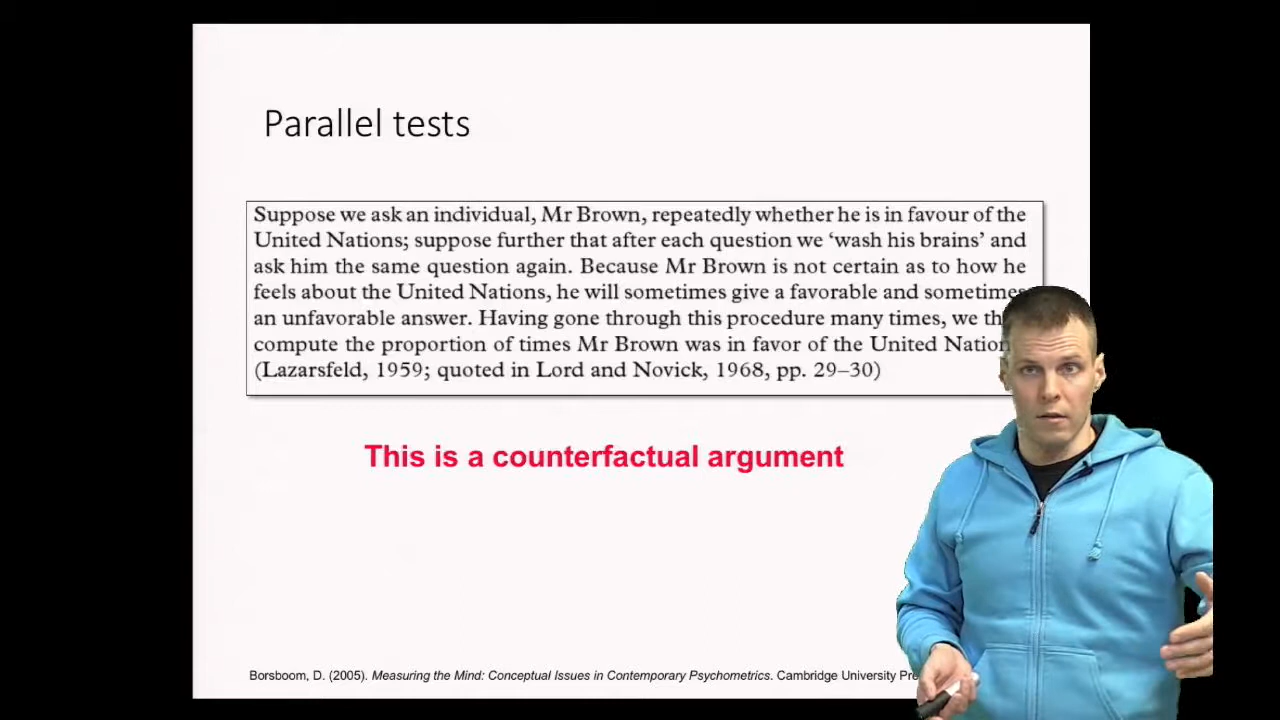 Parallel tests
Suppose we ask an individual, Mr Brown, repeatedly whether he is in favour of the
United Nations; suppose further that after each question we ‘wash his brains’ and
ask him the same question again. Because Mr Brown is not certain as to how he
feels about the United Nations, he will sometimes give a favorable and sometimes
an unfavorable answer. Having gone through this procedure many times, we
compute the proportion of times Mr Brown was in favor of the United
(Lazarsfeld, 1959; quoted in Lord and Novick, 1968, pp. 29–30)
This is a counterfactual argument
Borsboom, D. (2005). Measuring the Mind: Conceptual Issues in Contemporary Psychometrics. Cambridge University